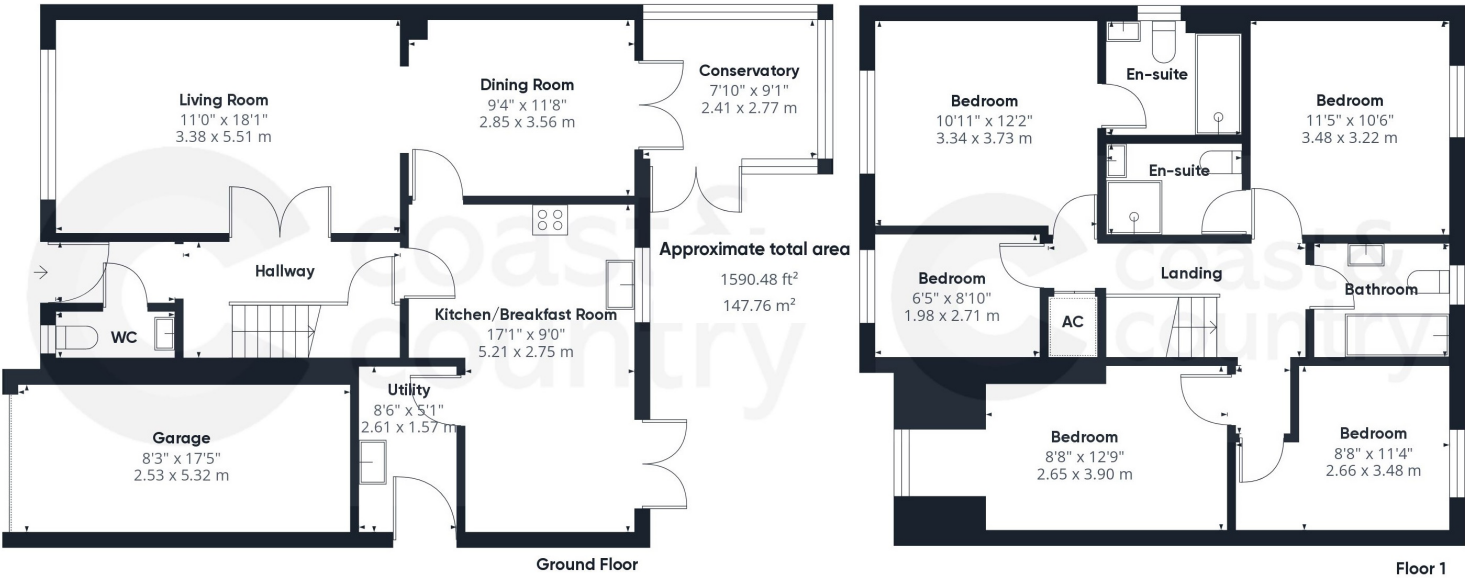 Living Room
11'0" x 18'1"
3.38 x 5.51 m
Dining Room
9'4" x 11'8"
2.85 x 3.56 m
Conservatory
7'10" x 9'1"
2.41 x 2.77 m
Hallway
WC
Kitchen/Breakfast Room
17'1" x 9'0"
5.21 x 2.75 m
Utility
8'6" x 5'1"
2.61 x 1.57 m
Garage
8'3" x 17'5"
2.53 x 5.32 m
Approximate total area
1590.48 ft²
147.76 m²
Ground Floor
Bedroom
10'11" x 12'2"
3.34 x 3.73 m
En-suite
Bedroom
11'5" x 10'6"
3.48 x 3.22 m
En-suite
Bedroom
6'5" x 8'10"
1.98 x 2.71 m
AC
Landing
Bathroom
Bedroom
8'8" x 12'9"
2.65 x 3.90 m
Bedroom
8'8" x 11'4"
2.66 x 3.48 m
Floor 1
coast &
country
coast &
country